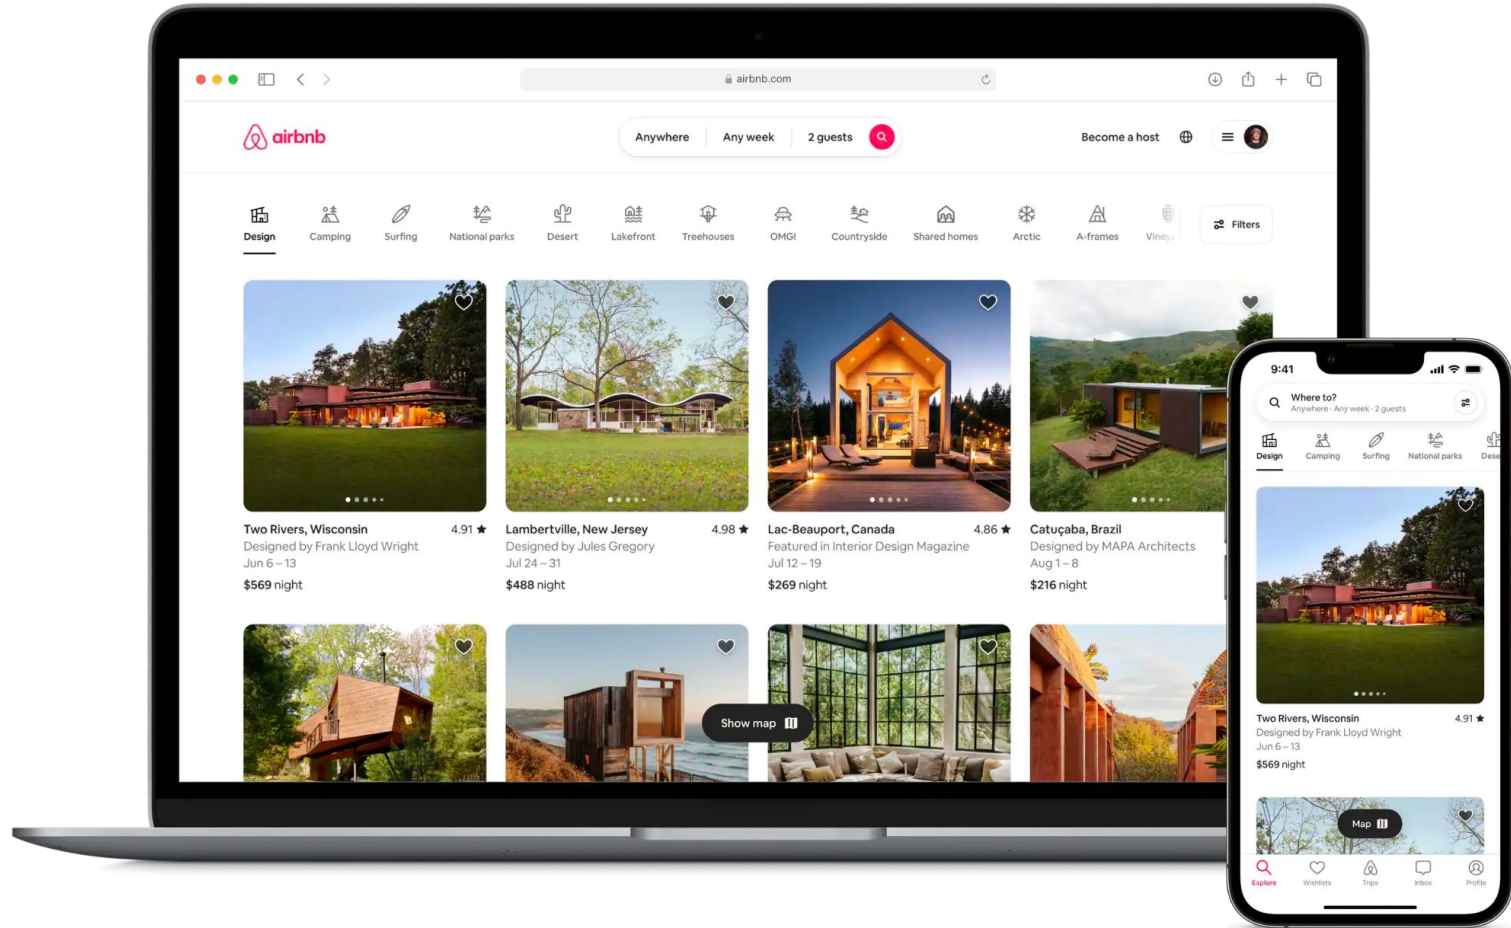 airbnb.com
airbnb
Anywhere Any week 2 guests
Become a host
Design Camping Surfing National parks Desert Lakefront Treehouses OMG! Countryside Shared homes Arctic A-frames
Filters
Two Rivers, Wisconsin 4.91 ★
Designed by Frank Lloyd Wright
Jun 6 – 13
$569 night
Lambertville, New Jersey 4.98 ★
Designed by Jules Gregory
Jul 24 – 31
$488 night
Lac-Beauport, Canada 4.86 ★
Featured in Interior Design Magazine
Jul 12 – 19
$269 night
Catuçaba, Brazil
Designed by MAPA Architects
Aug 1 – 8
$216 night
Show map
9:41
Where to?
Anywhere · Any week · 2 guests
Design Camping Surfing National parks
Two Rivers, Wisconsin 4.91 ★
Designed by Frank Lloyd Wright
Jun 6 – 13
$569 night
Map
Explore Wishlists Trips Inbox Profile